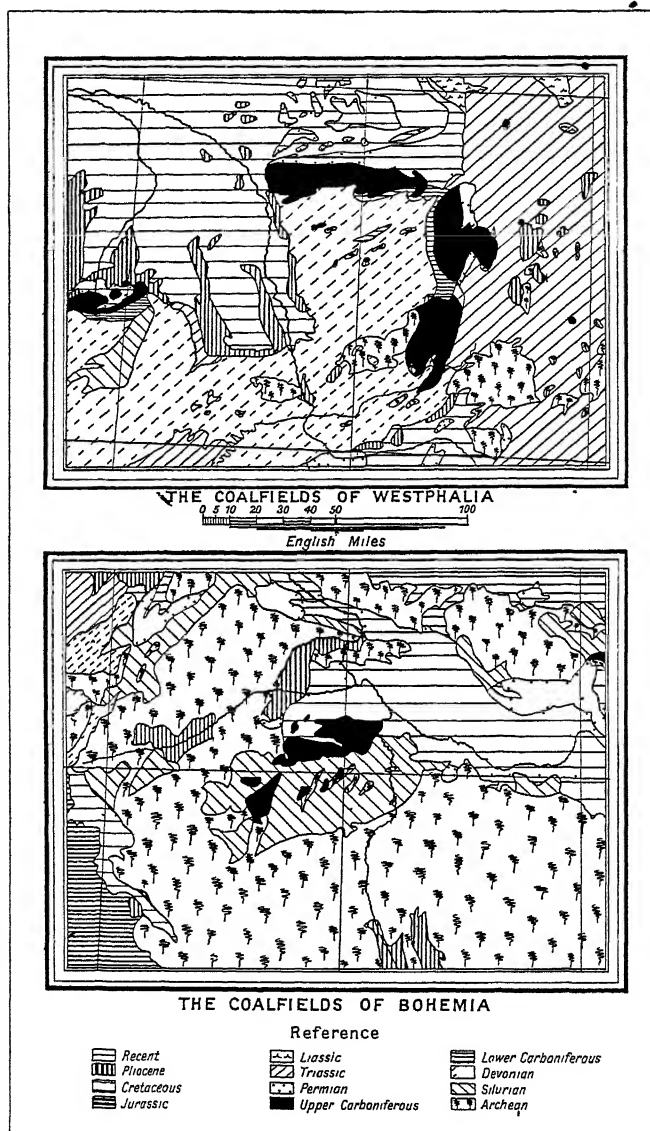 THE COALFIELDS OF WESTPHALIA
0 5 10 20 30 40 50 100
English Miles
THE COALFIELDS OF BOHEMIA
Reference
Recent
Pliocene
Cretaceous
Jurassic
Liassic
Triassic
Permian
Upper Carboniferous
Lower Carboniferous
Devonian
Silurian
Archean